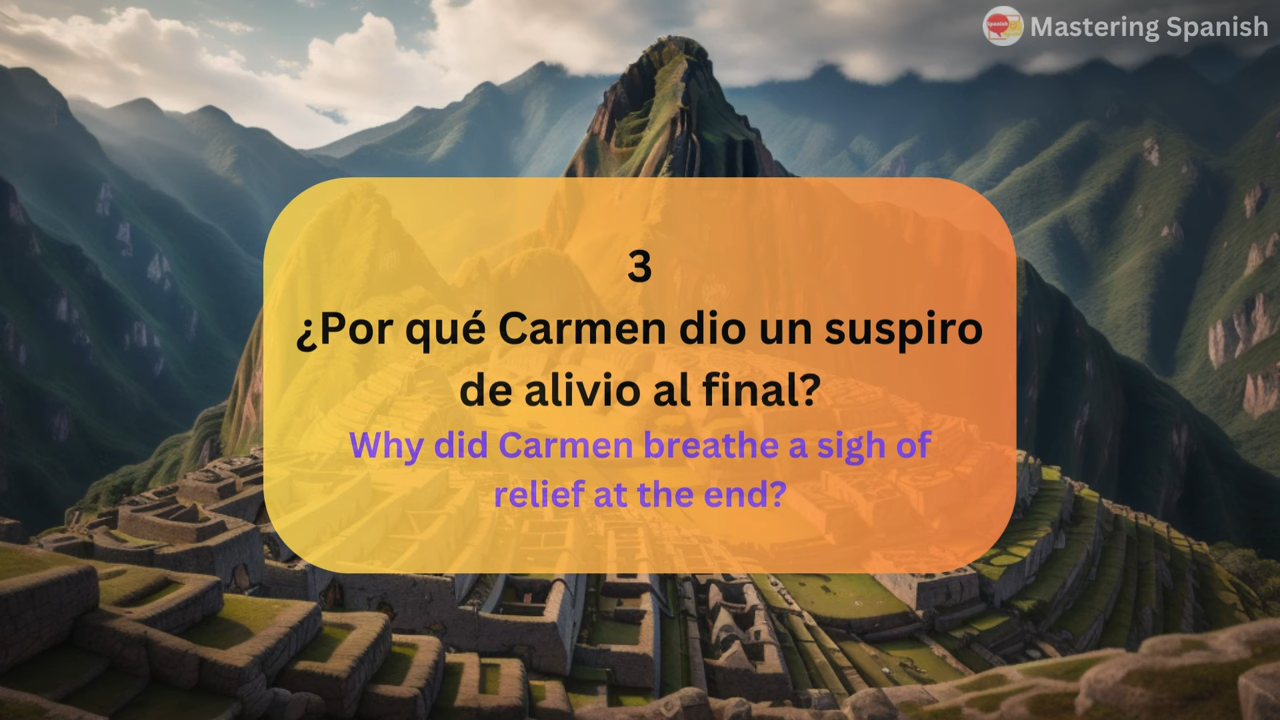 Mastering Spanish
3
¿Por qué Carmen dio un suspiro
de alivio al final?
Why did Carmen breathe a sigh of
relief at the end?